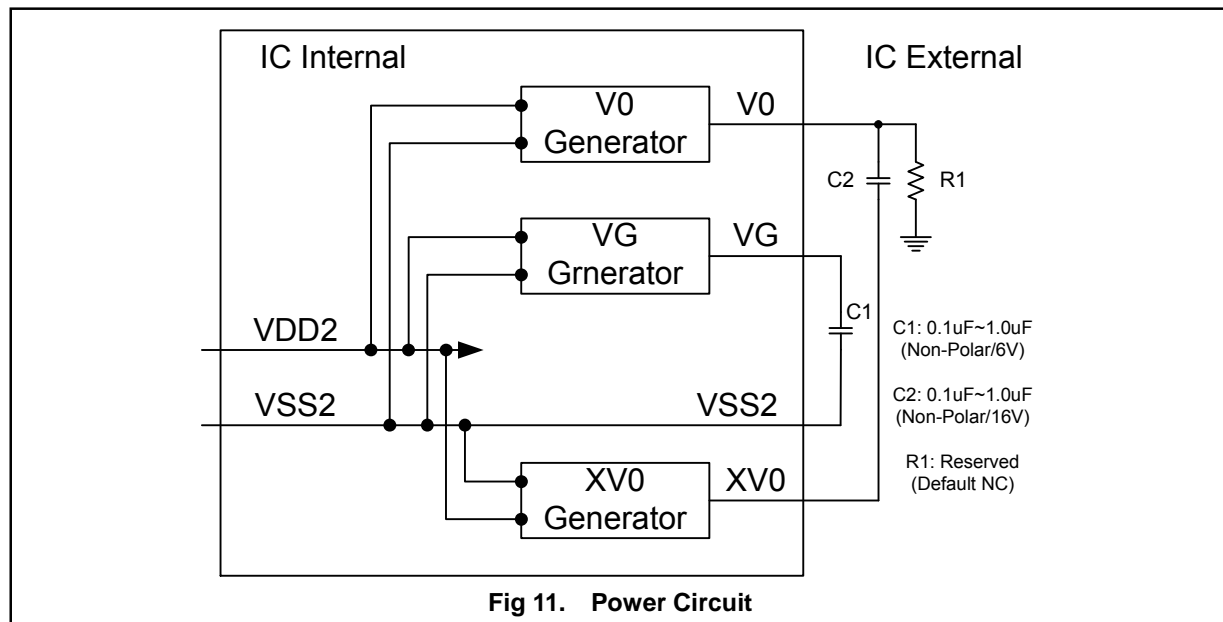 IC Internal
IC External
V0
Generator
V0
C2
R1
VG
Grnerator
VG
C1
VDD2
C1: 0.1uF~1.0uF
(Non-Polar/6V)
VSS2
VSS2
C2: 0.1uF~1.0uF
(Non-Polar/16V)
XV0
Generator
XV0
R1: Reserved
(Default NC)
Fig 11. Power Circuit